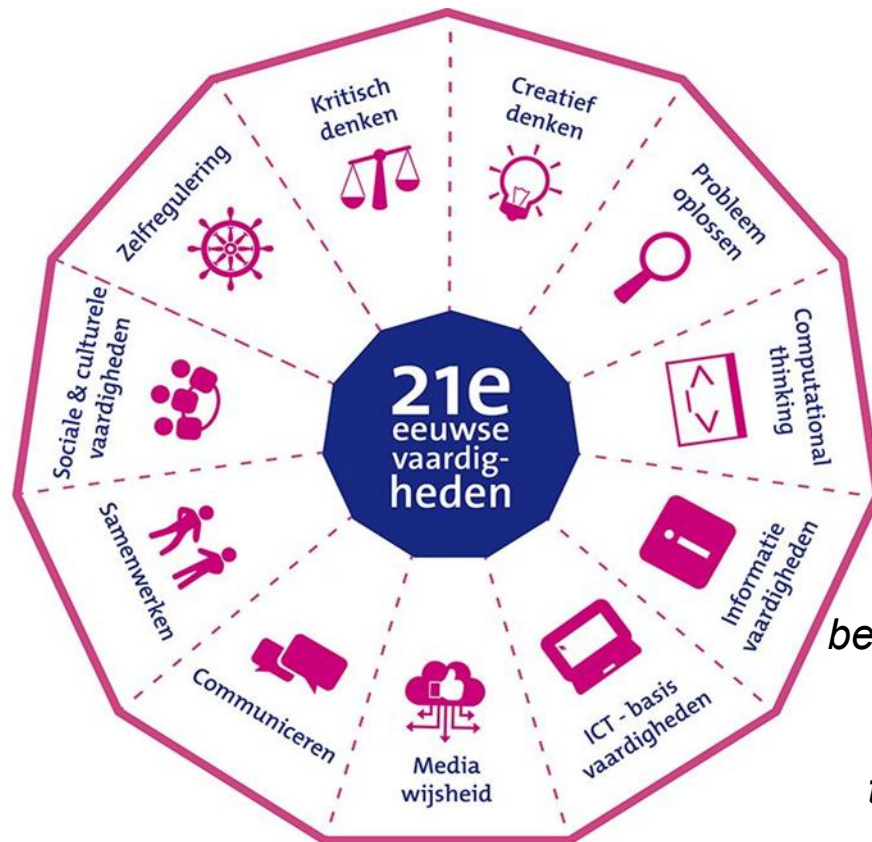 21e
eeuwse
vaardig-
heden
Kritisch
denken
Creatief
denken
Probleem
oplossen
Computational
thinking
Informatie
vaardigheden
ICT - basis
vaardigheden
Media
wijsheid
Communiceren
Samenwerken
Sociale & culturele
vaardigheden
Zelfregulering
be